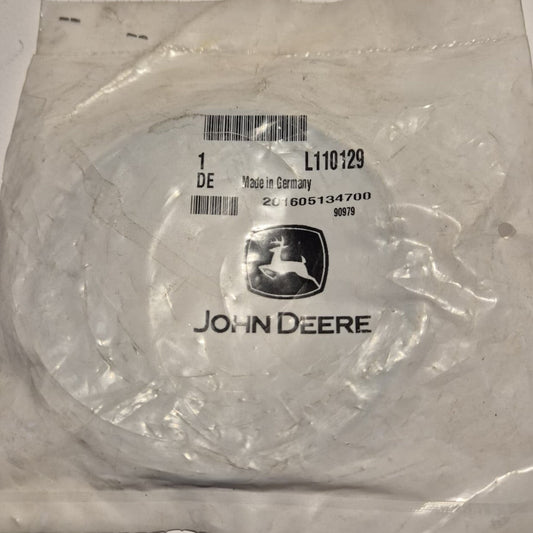 1 L110129
DE Made in Germany
201605134700
90979
JOHN DEERE